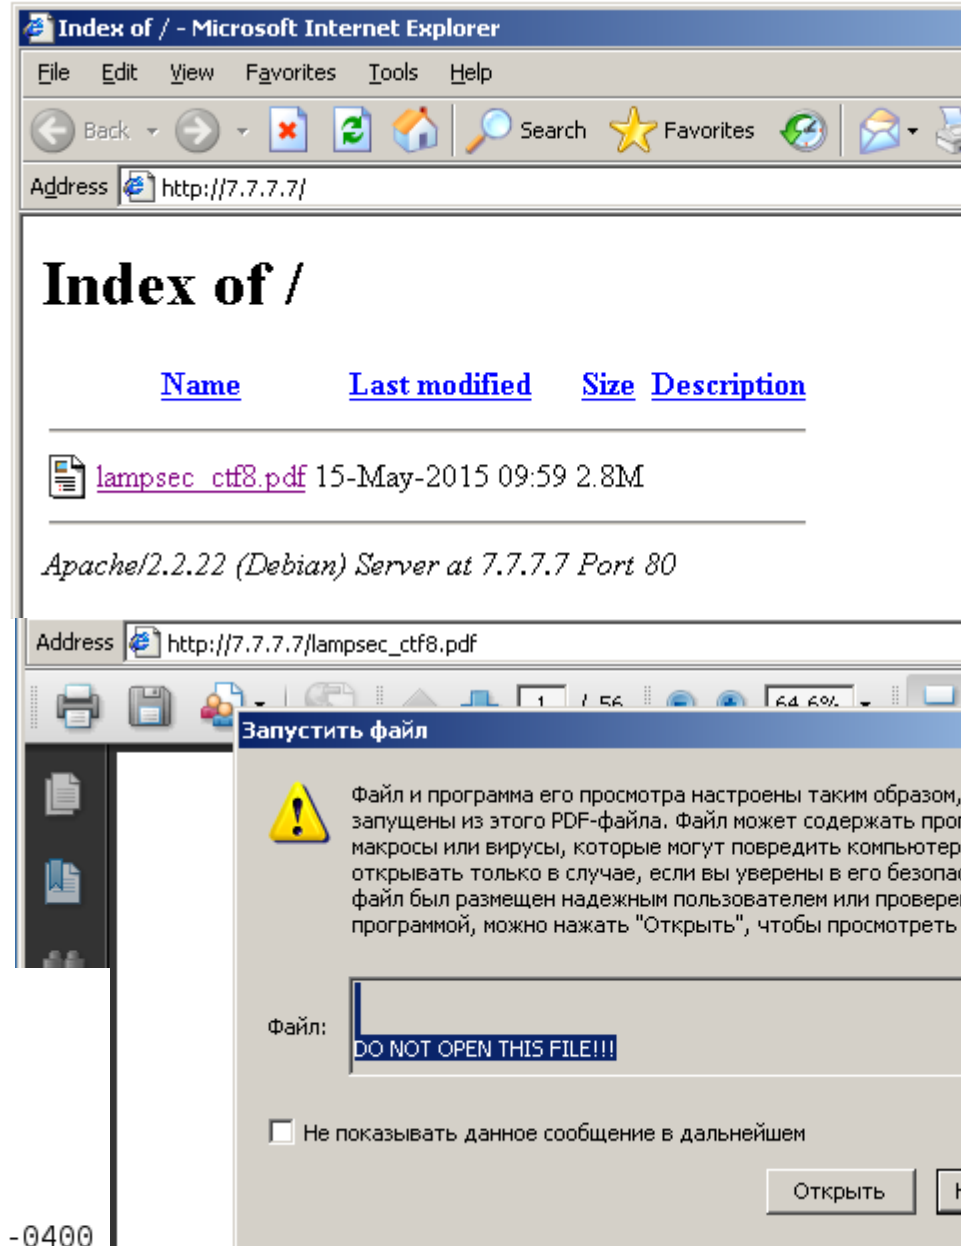 Index of / - Microsoft Internet Explorer
File Edit View Favorites Tools Help
Back Search Favorites
Address http://7.7.7.7/
Index of /
Name Last modified Size Description
lampsec_ctf8.pdf 15-May-2015 09:59 2.8M
Apache/2.2.22 (Debian) Server at 7.7.7.7 Port 80
Address http://7.7.7.7/lampsec_ctf8.pdf
1 / 56 64,6%
Запустить файл
Файл и программа его просмотра настроены таким образом,
запущены из этого PDF-файла. Файл может содержать
макросы или вирусы, которые могут повредить
открывать только в случае, если вы уверены в его
файл был размещен надежным пользователем или
программой, можно нажать "Открыть", чтобы просмотреть
Файл:
DO NOT OPEN THIS FILE!!!
Не показывать данное сообщение в дальнейшем
Открыть
-0400